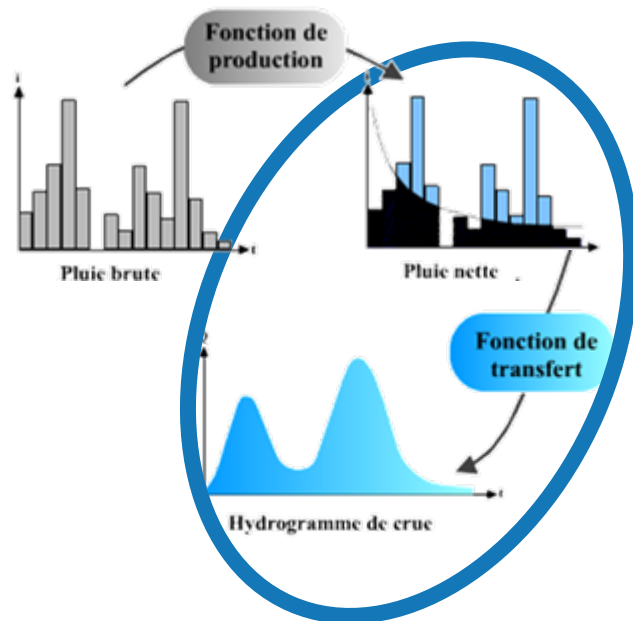 Fonction de
production
i
t
Pluie brute
Pluie nette
Fonction de
transfert
t
Hydrogramme de crue